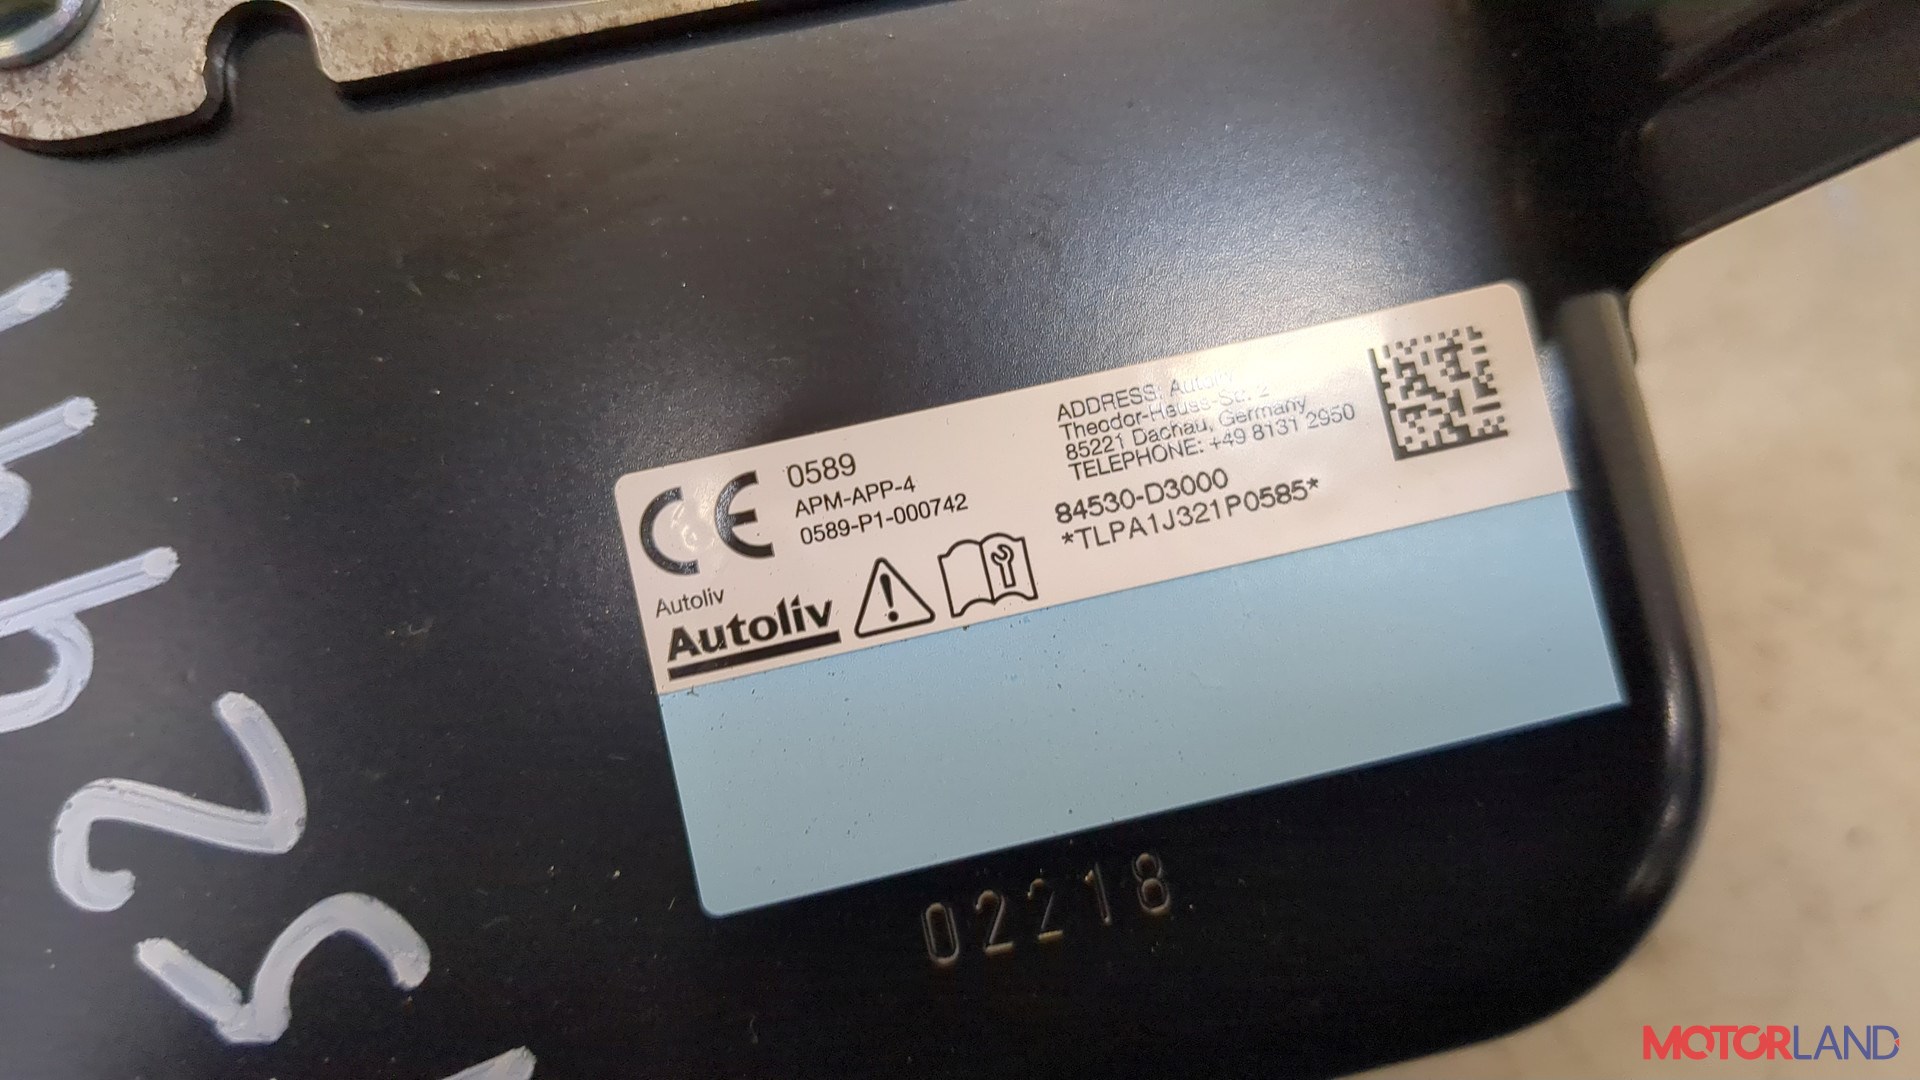 CE 0589
APM-APP-4
0589-P1-000742
Autoliv
Autoliv
ADDRESS: Autoliv
Theodor-Heuss-Str. 2
85221 Dachau, Germany
TELEPHONE: +49 8131 2950
84530-D3000
*TLPA1J321P0585*
02218
MOTORLAND